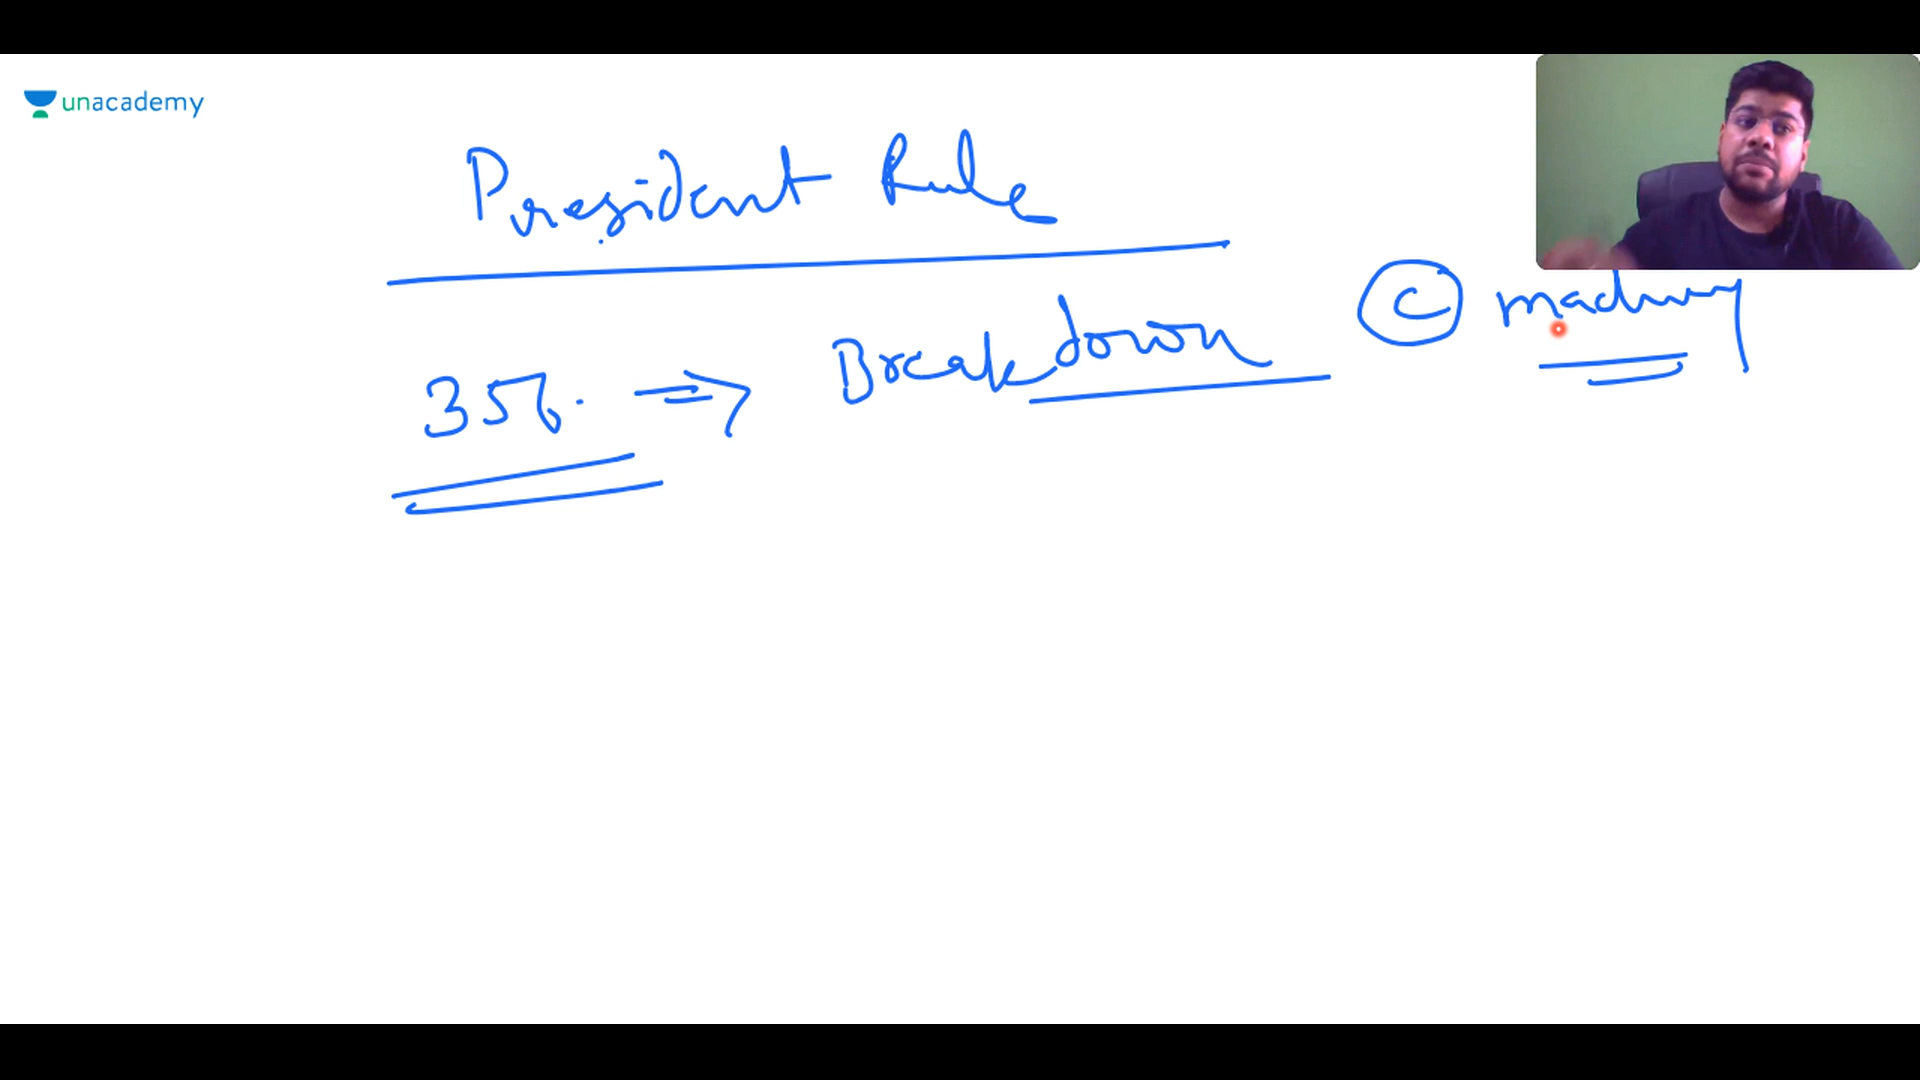 unacademy
President Rule
356. ⇒ Breakdown Ⓒ machinery